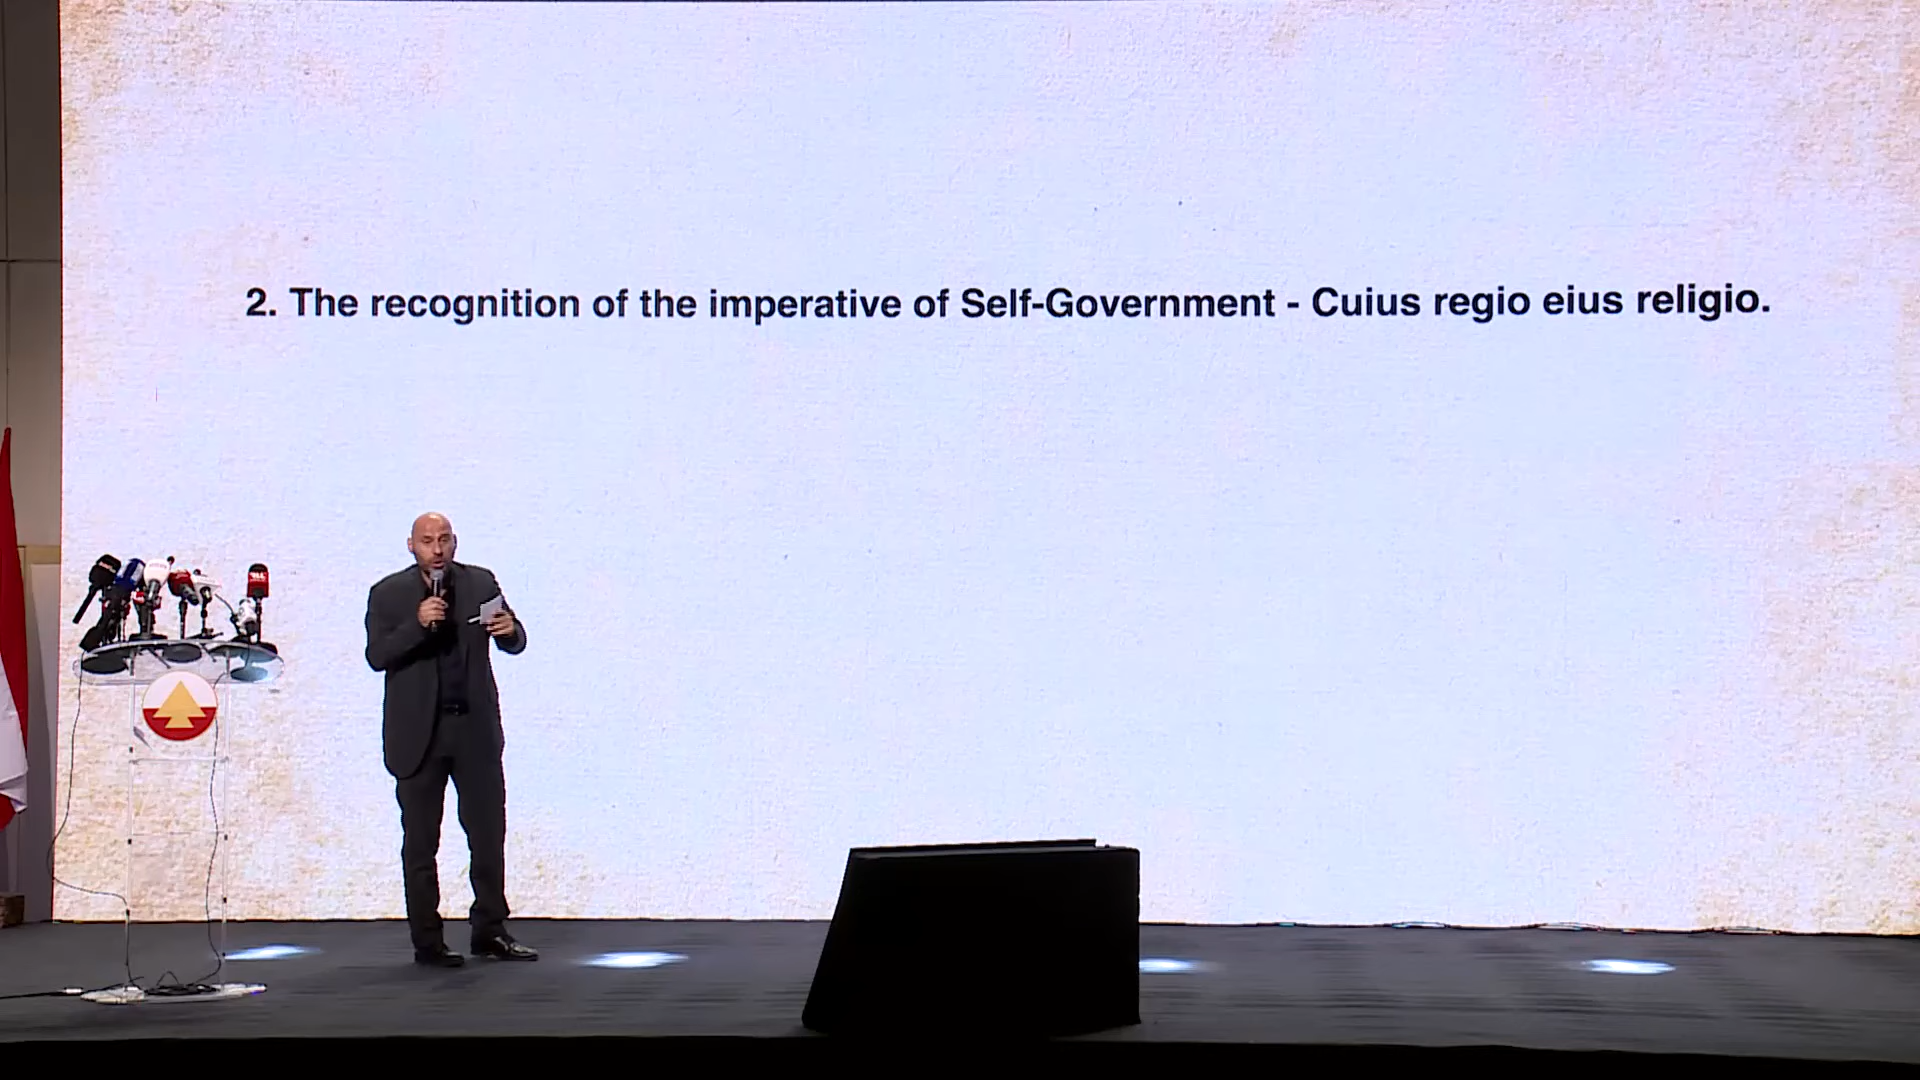 2. The recognition of the imperative of Self-Government - Cuius regio eius religio.